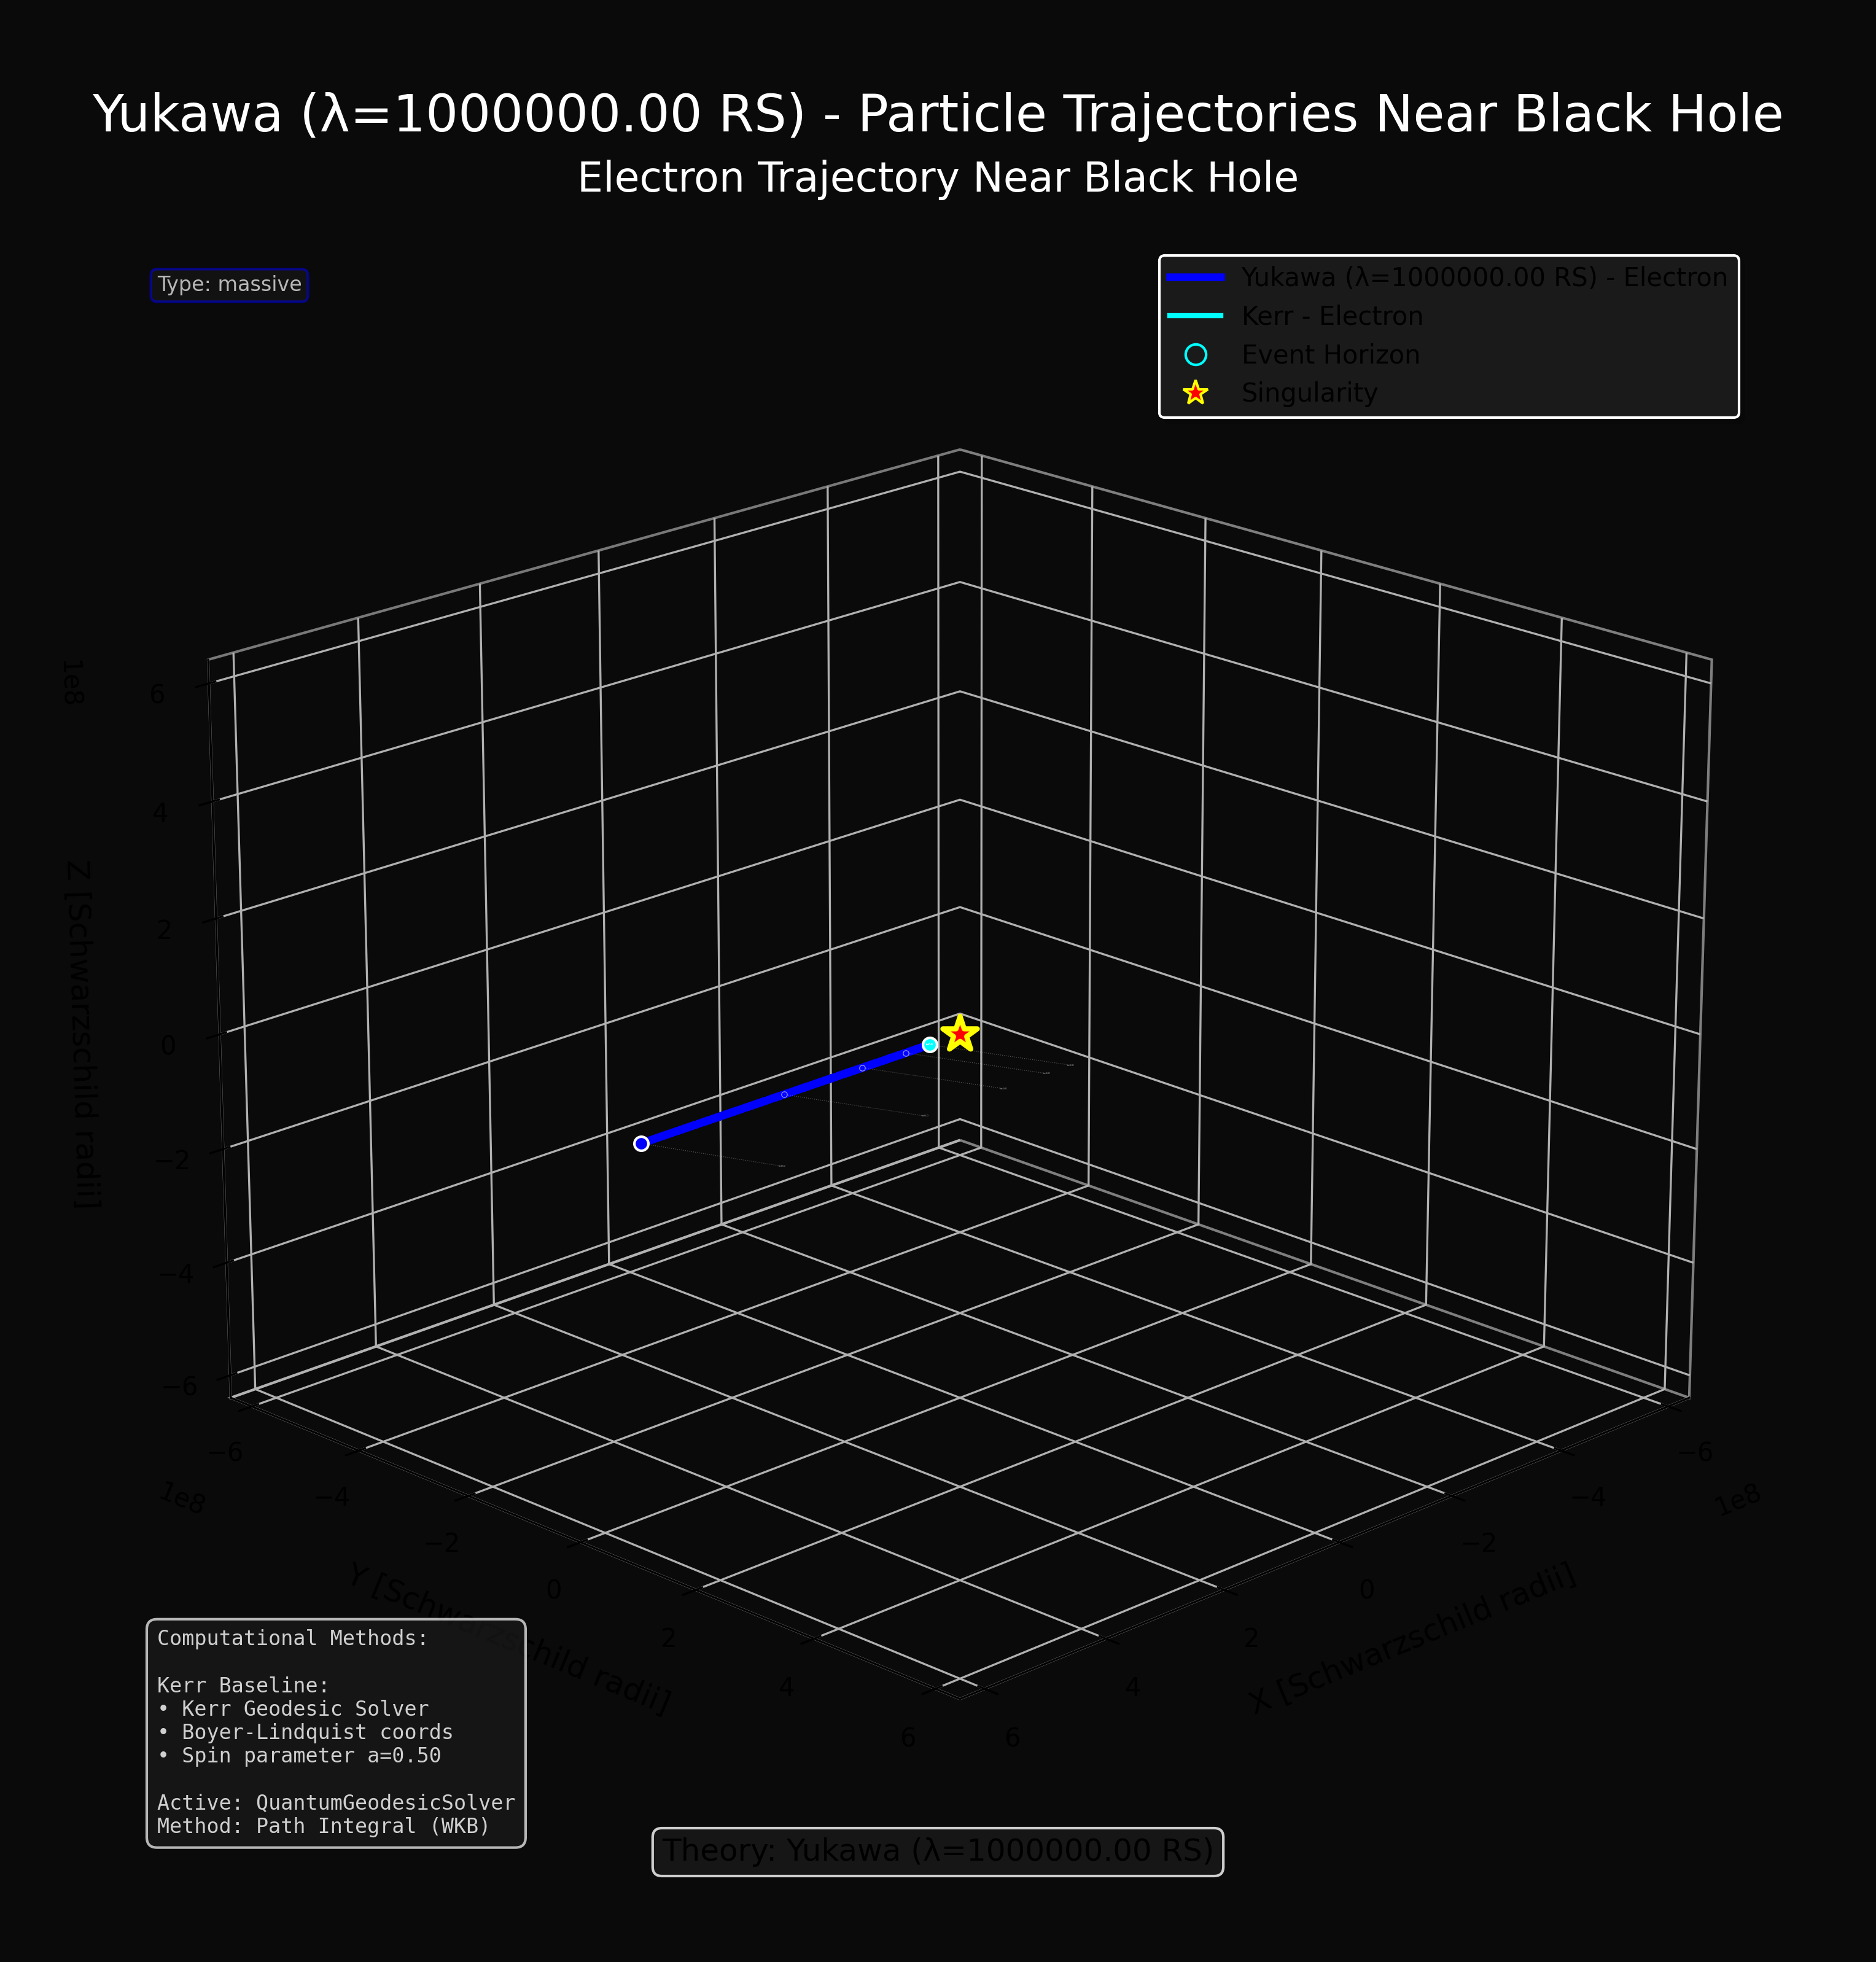 Yukawa (λ=1000000.00 RS) - Particle Trajectories Near Black Hole
Electron Trajectory Near Black Hole
Type: massive
Yukawa (λ=1000000.00 RS) - Electron
Kerr - Electron
Event Horizon
Singularity
1e8
6
4
2
0
−2
−4
−6
Z [Schwarzschild radii]
−6
−4
−2
0
2
4
6
1e8
Y [Schwarzschild radii]
−6
−4
−2
0
2
4
6
1e8
X [Schwarzschild radii]
Computational Methods:
Kerr Baseline:
• Kerr Geodesic Solver
• Boyer-Lindquist coords
• Spin parameter a=0.50
Active: QuantumGeodesicSolver
Method: Path Integral (WKB)
Theory: Yukawa (λ=1000000.00 RS)